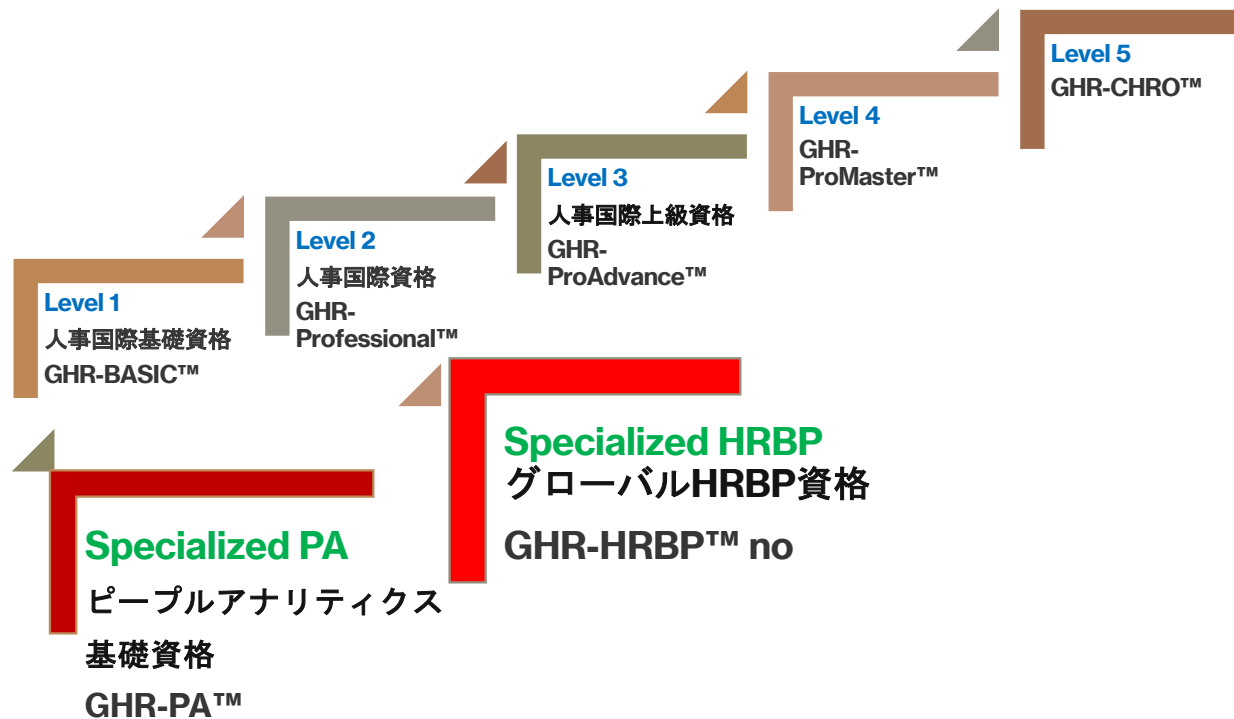 Level 1
人事国際基礎資格
GHR-BASIC™
Level 2
人事国際資格
GHR-
Professional™
Level 3
人事国際上級資格
GHR-
ProAdvance™
Level 4
GHR-
ProMaster™
Level 5
GHR-CHRO™
Specialized PA
ピープルアナリティクス
基礎資格
GHR-PA™
Specialized HRBP
グローバルHRBP資格
GHR-HRBP™ no